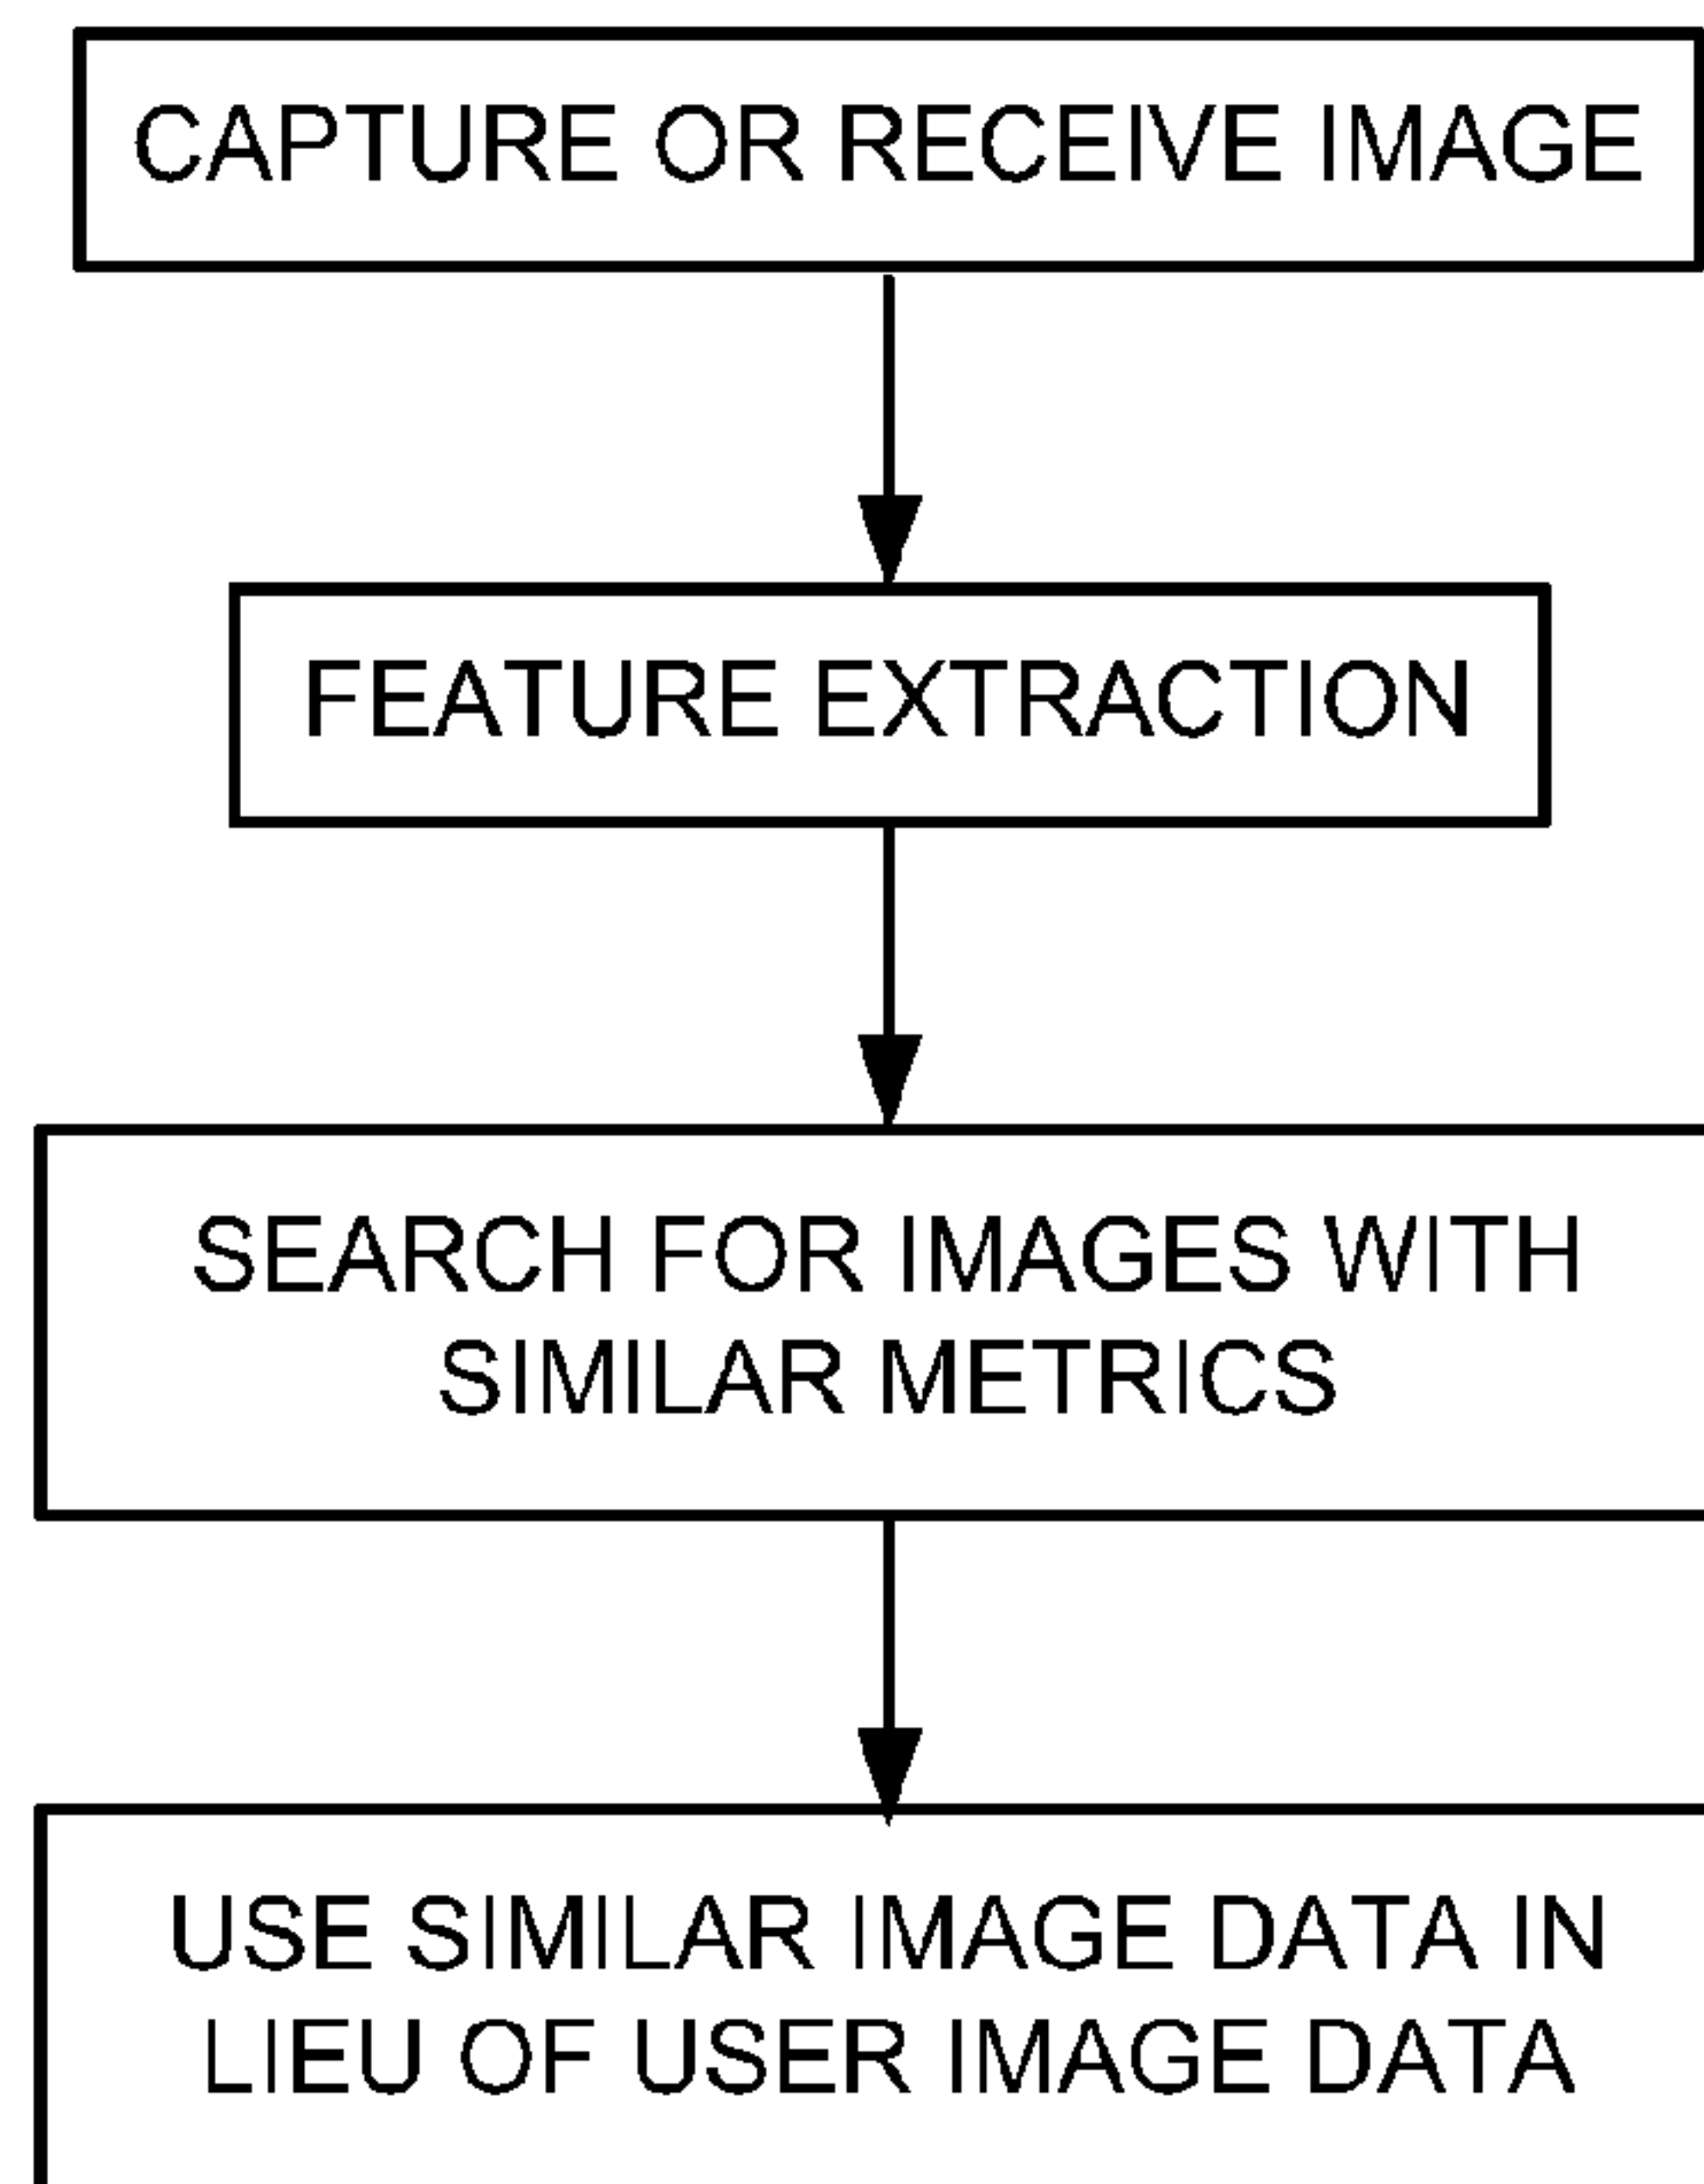 CAPTURE OR RECEIVE IMAGE
FEATURE EXTRACTION
SEARCH FOR IMAGES WITH
SIMILAR METRICS
USE SIMILAR IMAGE DATA IN
LIEU OF USER IMAGE DATA